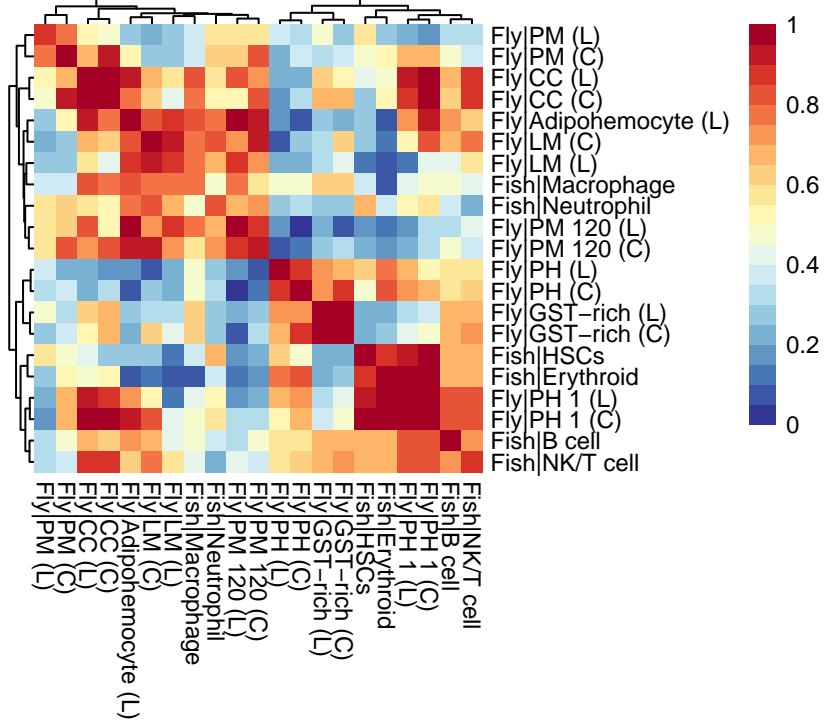 Fly|PM (L)
Fly|PM (C)
Fly|CC (L)
Fly|CC (C)
Fly|Adipohemocyte (L)
Fly|LM (C)
Fly|LM (L)
Fish|Macrophage
Fish|Neutrophil
Fly|PM 120 (L)
Fly|PM 120 (C)
Fly|PH (L)
Fly|PH (C)
Fly|GST−rich (L)
Fly|GST−rich (C)
Fish|HSCs
Fish|Erythroid
Fly|PH 1 (L)
Fly|PH 1 (C)
Fish|B cell
Fish|NK/T cell
1
0.8
0.6
0.4
0.2
0
Fly|PM (L)
Fly|PM (C)
Fly|CC (L)
Fly|CC (C)
Fly|Adipohemocyte (L)
Fly|LM (C)
Fly|LM (L)
Fish|Macrophage
Fish|Neutrophil
Fly|PM 120 (L)
Fly|PM 120 (C)
Fly|PH (L)
Fly|PH (C)
Fly|GST−rich (L)
Fly|GST−rich (C)
Fish|HSCs
Fish|Erythroid
Fly|PH 1 (L)
Fly|PH 1 (C)
Fish|B cell
Fish|NK/T cell